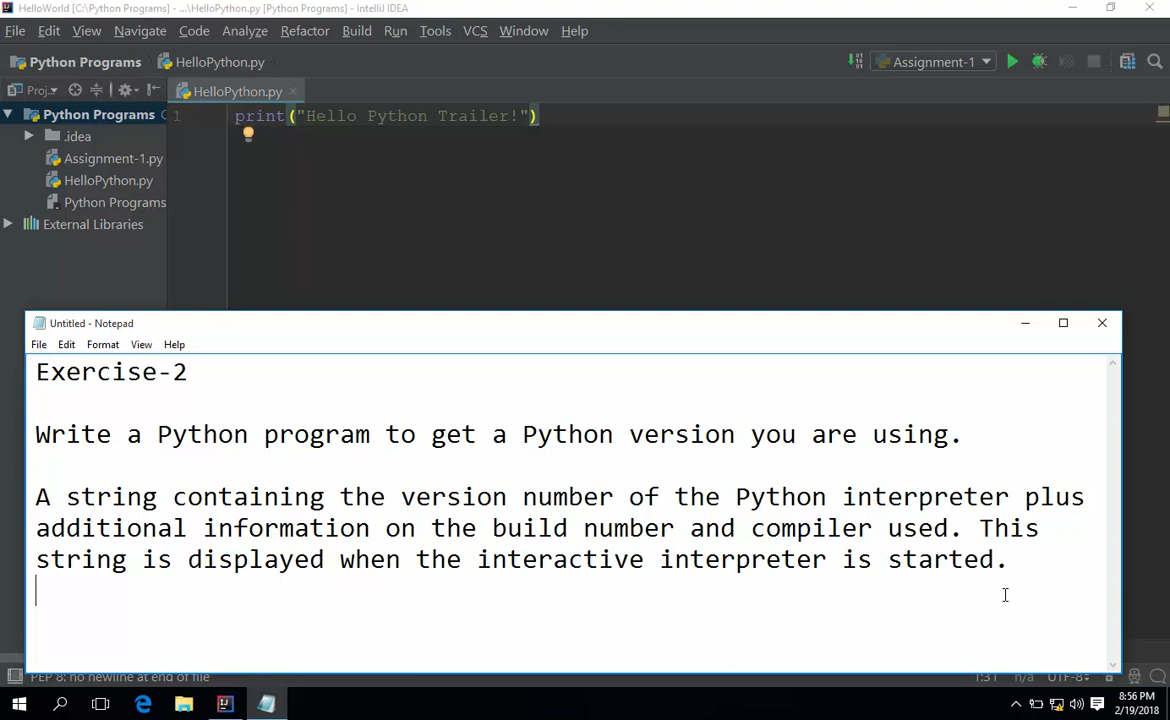 HelloWorld [C:\Python Programs] - ...\HelloPython.py [Python Programs] - IntelliJ IDEA
File Edit View Navigate Code Analyze Refactor Build Run Tools VCS Window Help
Python Programs HelloPython.py Assignment-1
Proj.. HelloPython.py
Python Programs
1 print("Hello Python Trailer!")
.idea
Assignment-1.py
HelloPython.py
Python Programs
External Libraries
Untitled - Notepad
File Edit Format View Help
Exercise-2
Write a Python program to get a Python version you are using.
A string containing the version number of the Python interpreter plus
additional information on the build number and compiler used. This
string is displayed when the interactive interpreter is started.
PEP 8: no newline at end of file 1:31 n/a UTF-8
8:56 PM
2/19/2018